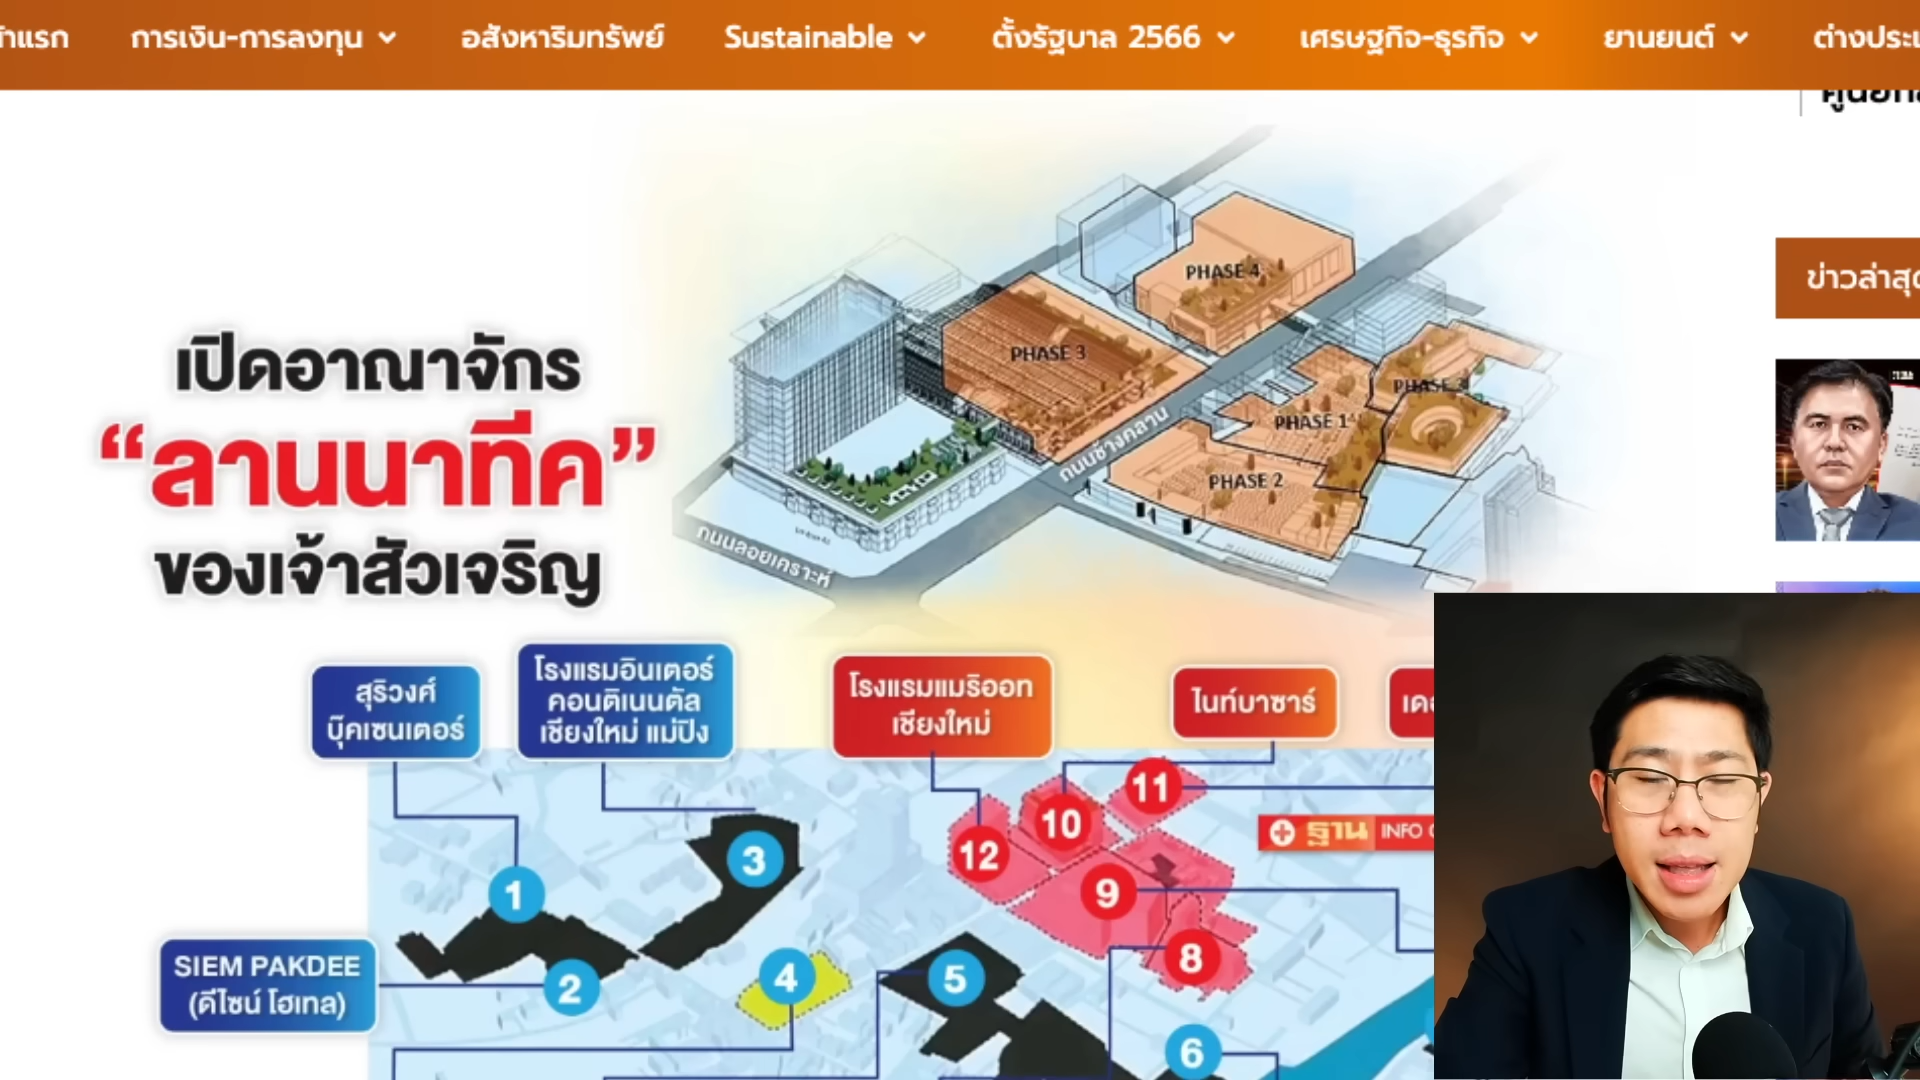 การเงิน-การลงทุน อสังหาริมทรัพย์ Sustainable ตั้งรัฐบาล 2566 เศรษฐกิจ-ธุรกิจ ยานยนต์
ข่าวล่าสุด
เปิดอาณาจักร
“ลานนาทีค”
ของเจ้าสัวเจริญ
PHASE 4
PHASE 3
PHASE 3
PHASE 1
PHASE 2
ถนนช้างคลาน
ถนนลอยเคราะห์
สุริวงศ์
บุ๊คเซนเตอร์
โรงแรมอินเตอร์
คอนติเนนตัล
เชียงใหม่ แม่ปิง
โรงแรมแมริออท
เชียงใหม่
ไนท์บาซาร์
11
10
12
ฐาน INFO
3
1
9
SIEM PAKDEE
(ดีไซน์ โฮเทล)
2
4
5
8
6